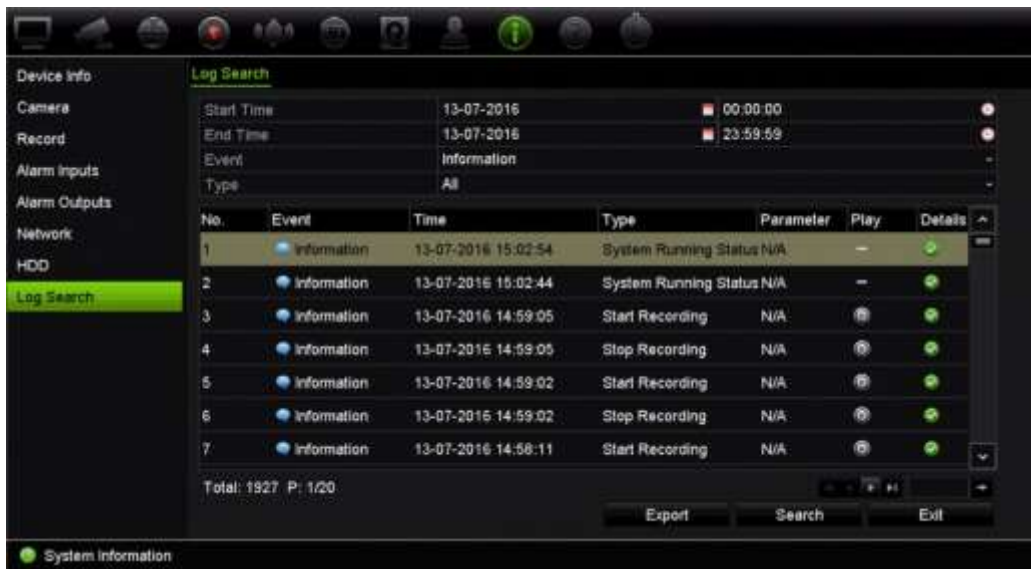 Device Info
Camera
Record
Alarm Inputs
Alarm Outputs
Network
HDD
Log Search
Log Search
Start Time 13-07-2016 00:00:00
End Time 13-07-2016 23:59:59
Event Information
Type All
No. Event Time Type Parameter Play Details
1 Information 13-07-2016 15:02:54 System Running Status N/A
2 Information 13-07-2016 15:02:44 System Running Status N/A
3 Information 13-07-2016 14:59:05 Start Recording N/A
4 Information 13-07-2016 14:59:05 Stop Recording N/A
5 Information 13-07-2016 14:59:02 Start Recording N/A
6 Information 13-07-2016 14:59:02 Stop Recording N/A
7 Information 13-07-2016 14:58:11 Start Recording N/A
Total: 1927 P: 1/20
Export Search Exit
System Information